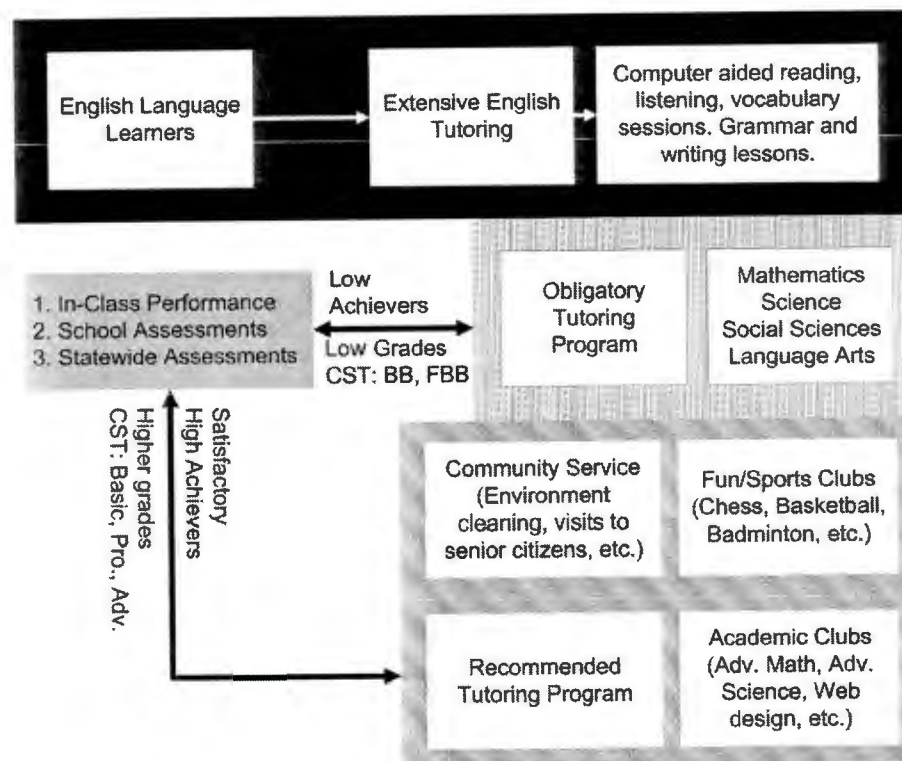 English Language
Learners
Extensive English
Tutoring
Computer aided reading,
listening, vocabulary
sessions. Grammar and
writing lessons.
1. In-Class Performance
2. School Assessments
3. Statewide Assessments
Low
Achievers
Low Grades
CST: BB, FBB
Obligatory
Tutoring
Program
Mathematics
Science
Social Sciences
Language Arts
Satisfactory
High Achievers
Higher grades
CST: Basic, Pro., Adv.
Community Service
(Environment
cleaning, visits to
senior citizens, etc.)
Fun/Sports Clubs
(Chess, Basketball,
Badminton, etc.)
Recommended
Tutoring Program
Academic Clubs
(Adv. Math, Adv.
Science, Web
design, etc.)